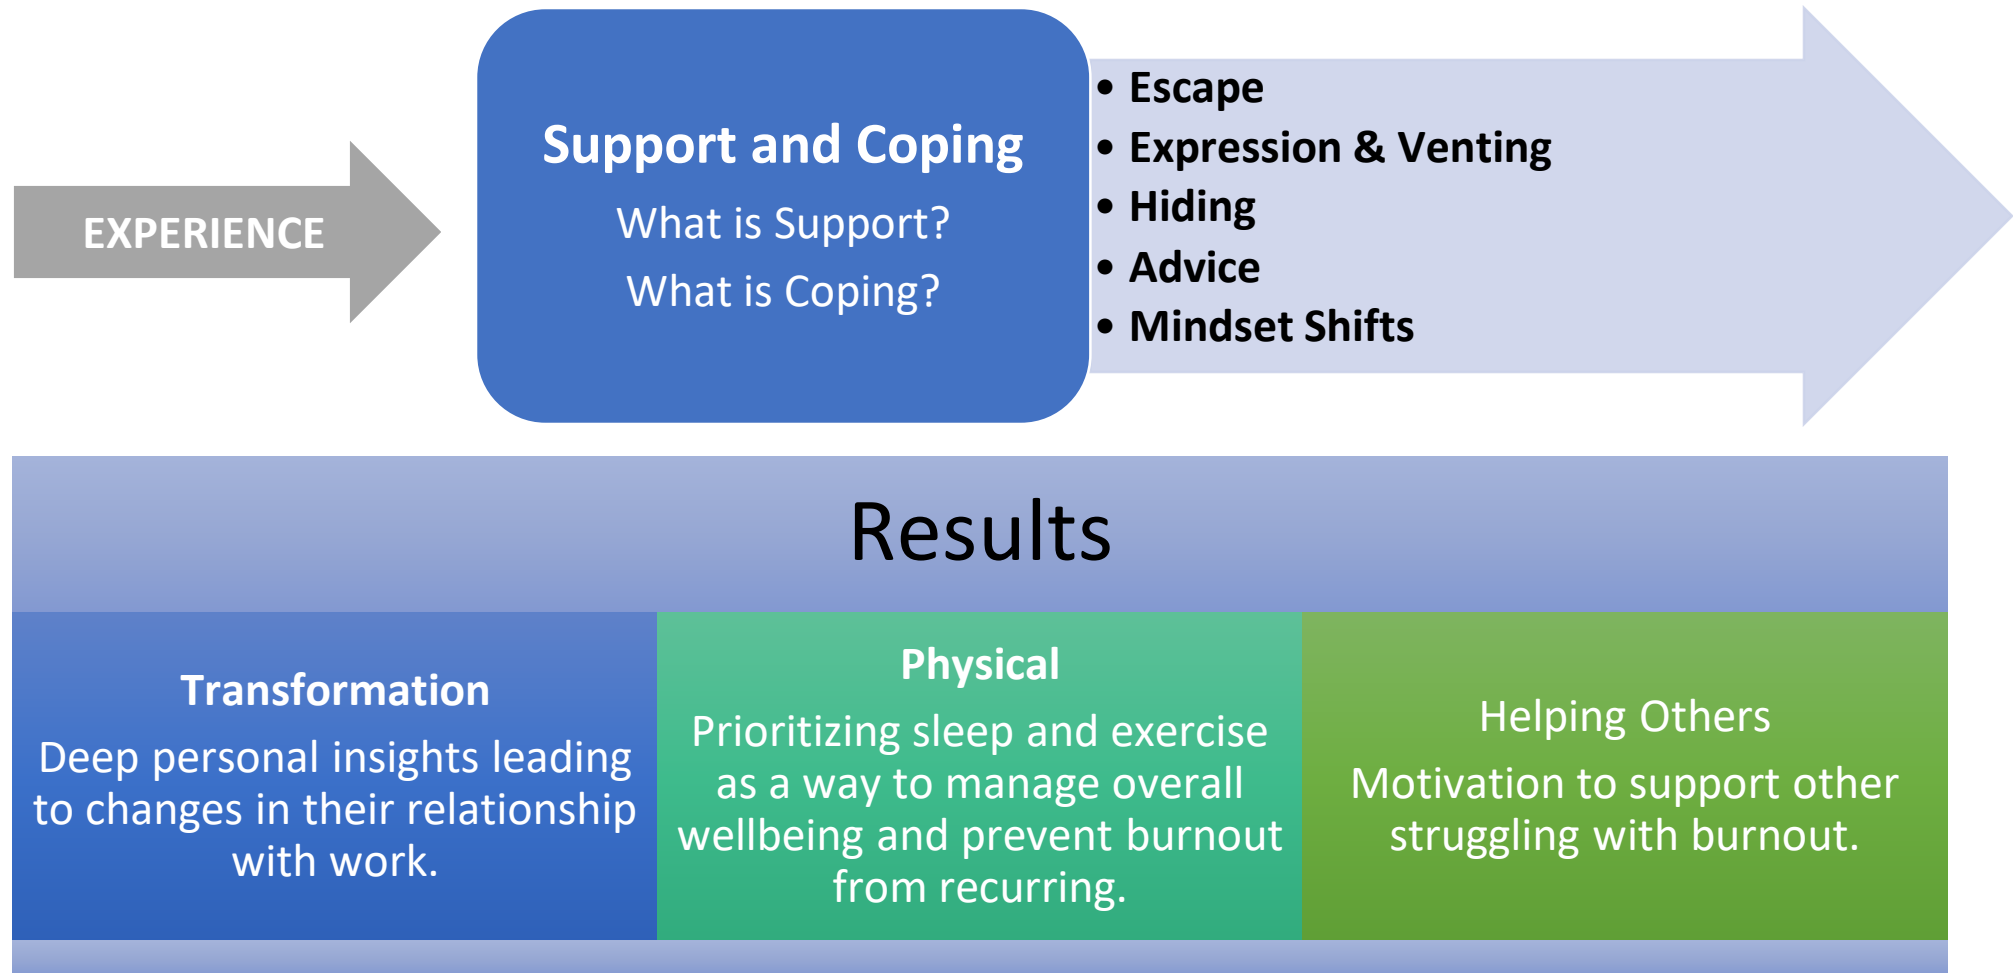 EXPERIENCE
Support and Coping
What is Support?
What is Coping?
• Escape
• Expression & Venting
• Hiding
• Advice
• Mindset Shifts
Results
Transformation
Deep personal insights leading
to changes in their relationship
with work.
Physical
Prioritizing sleep and exercise
as a way to manage overall
wellbeing and prevent burnout
from recurring.
Helping Others
Motivation to support other
struggling with burnout.